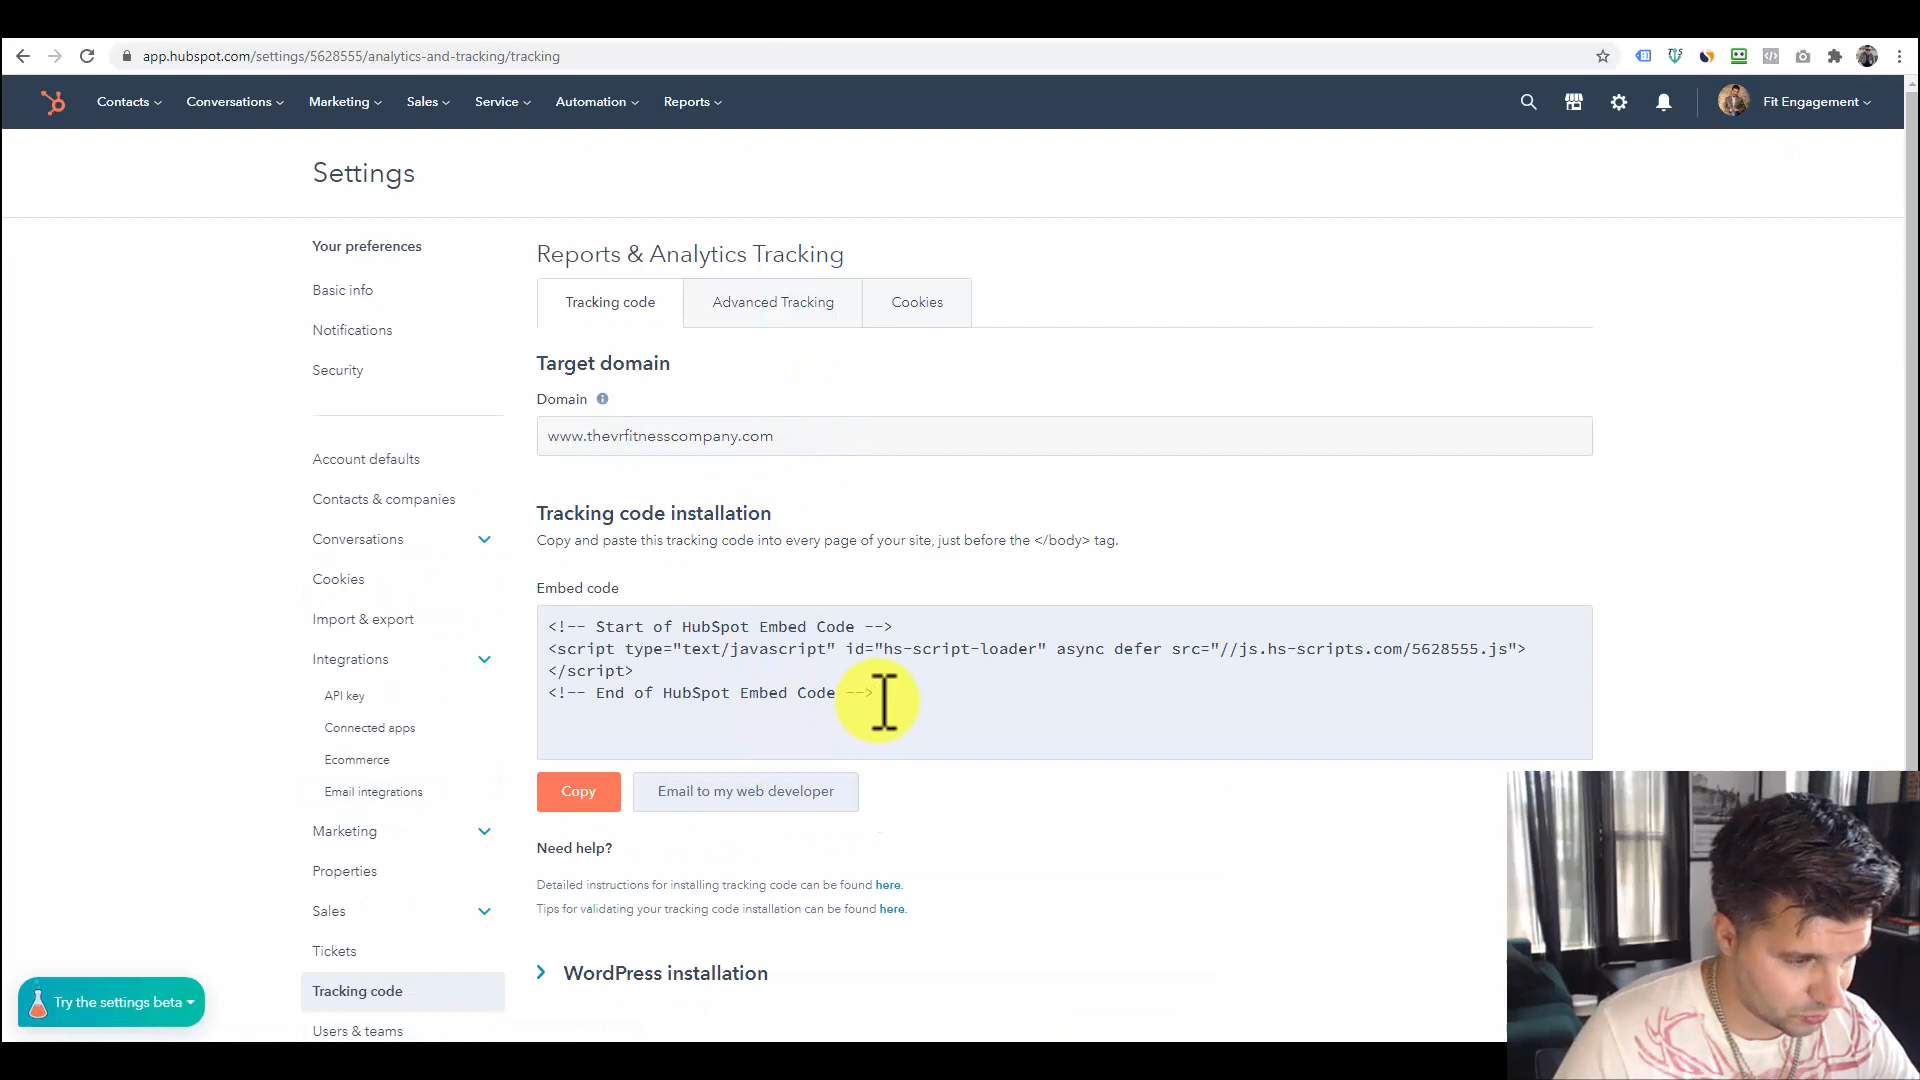 app.hubspot.com/settings/5628555/analytics-and-tracking/tracking
Contacts
Conversations
Marketing
Sales
Service
Automation
Reports
Fit Engagement
Settings
Your preferences
Basic info
Notifications
Security
Account defaults
Contacts & companies
Conversations
Cookies
Import & export
Integrations
API key
Connected apps
Ecommerce
Email integrations
Marketing
Properties
Sales
Tickets
Tracking code
Users & teams
Try the settings beta
Reports & Analytics Tracking
Tracking code
Advanced Tracking
Cookies
Target domain
Domain
www.thevrfitnesscompany.com
Tracking code installation
Copy and paste this tracking code into every page of your site, just before the </body> tag.
Embed code
<!-- Start of HubSpot Embed Code -->
<script type="text/javascript" id="hs-script-loader" async defer src="//js.hs-scripts.com/5628555.js">
</script>
<!-- End of HubSpot Embed Code -->
Copy
Email to my web developer
Need help?
Detailed instructions for installing tracking code can be found here.
Tips for validating your tracking code installation can be found here.
WordPress installation